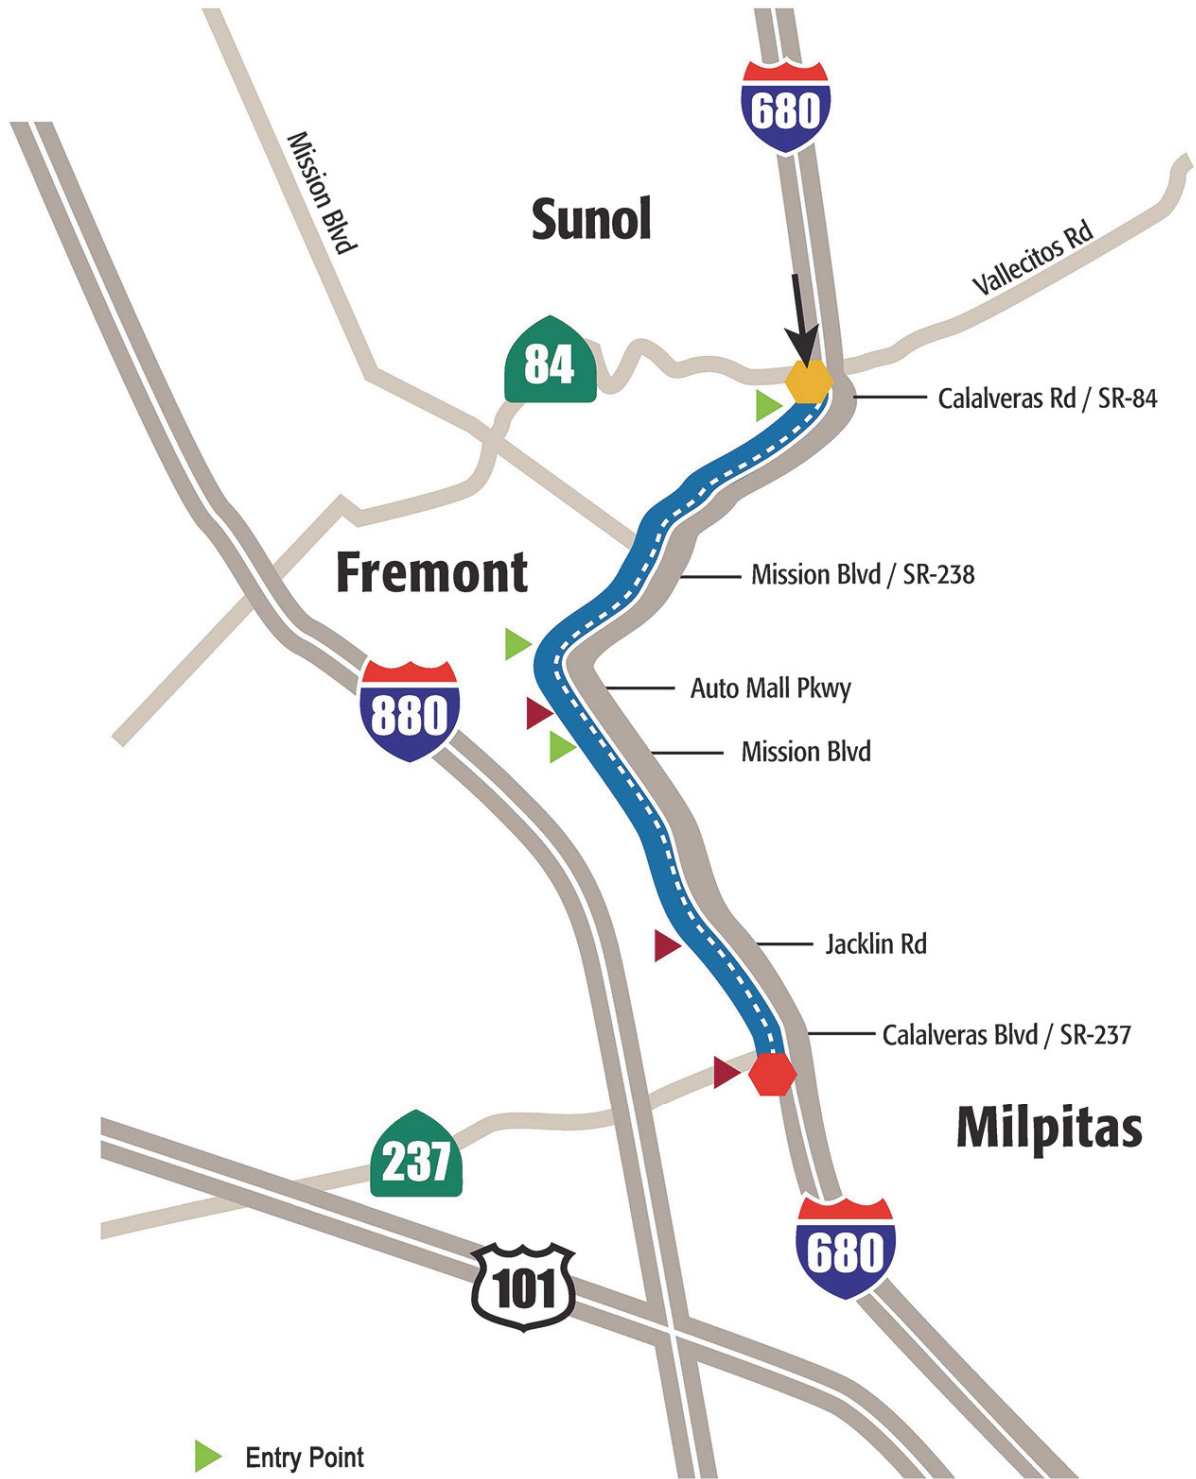 680
Mission Blvd
Sunol
Vallecitos Rd
84
Calalveras Rd / SR-84
Fremont
Mission Blvd / SR-238
880
Auto Mall Pkwy
Mission Blvd
Jacklin Rd
Calalveras Blvd / SR-237
Milpitas
237
680
101
Entry Point